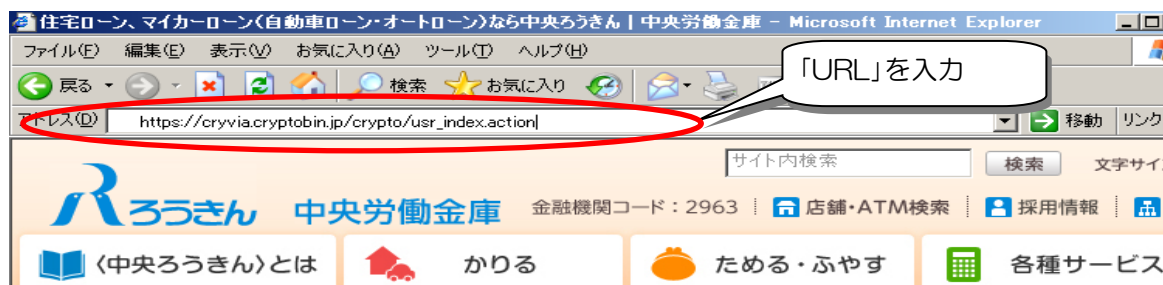 住宅ローン、マイカーローン（自動車ローン・オートローン）なら中央ろうきん | 中央労働金庫 - Microsoft Internet Explorer
ファイル(F) 編集(E) 表示(V) お気に入り(A) ツール(T) ヘルプ(H)
「URL」を入力
戻る 検索 お気に入り
アドレス(D) https://cryvia.cryptobin.jp/crypto/usr_index.action 移動 リンク
サイト内検索 検索 文字サイ
ろうきん 中央労働金庫 金融機関コード：2963 店舗・ATM検索 採用情報
〈中央ろうきん〉とは かりる ためる・ふやす 各種サービス